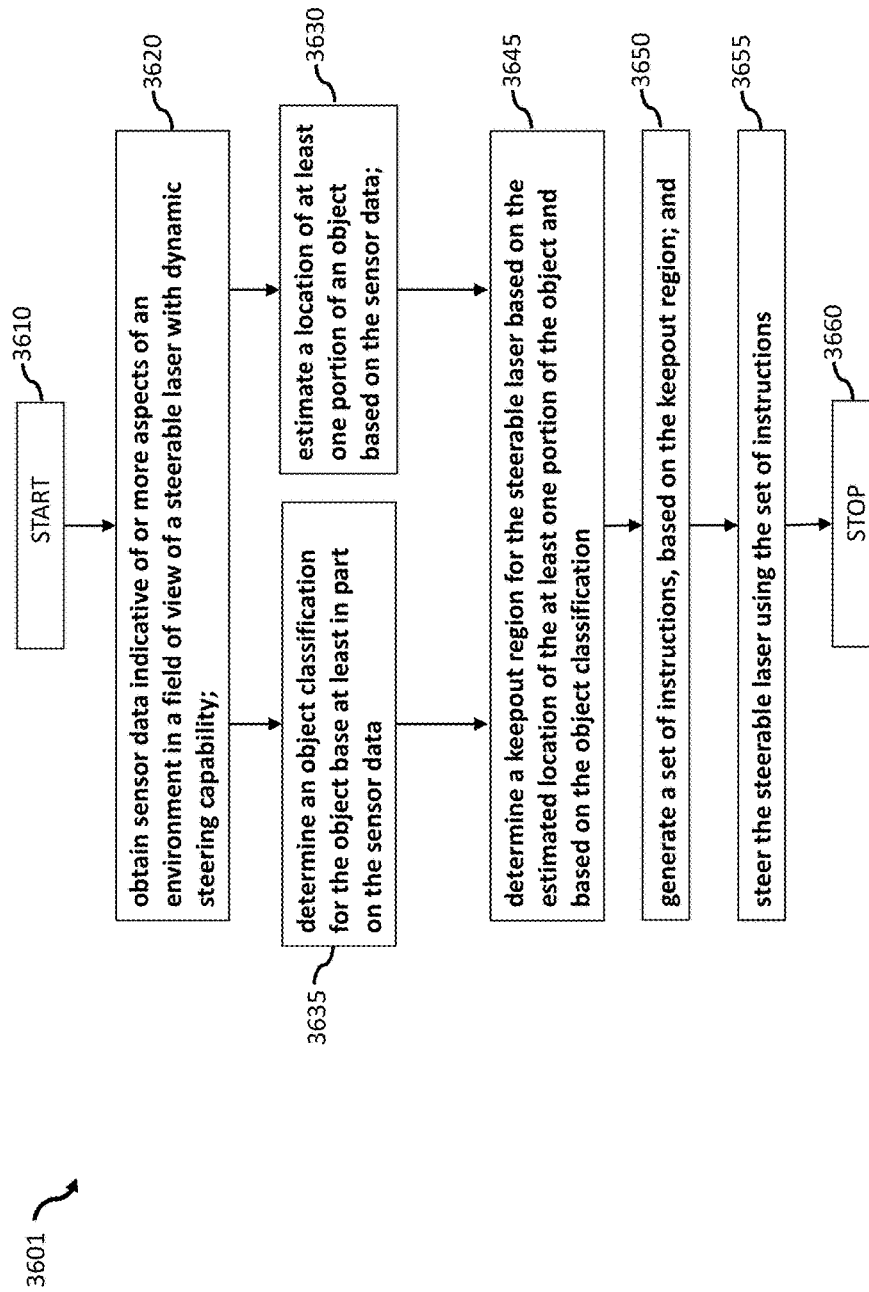 3601
START
3610
obtain sensor data indicative of or more aspects of an
environment in a field of view of a steerable laser with dynamic
steering capability;
3620
determine an object classification
for the object base at least in part
on the sensor data
3635
estimate a location of at least
one portion of an object
based on the sensor data;
3630
determine a keepout region for the steerable laser based on the
estimated location of the at least one portion of the object and
based on the object classification
3645
generate a set of instructions, based on the keepout region; and
3650
steer the steerable laser using the set of instructions
3655
STOP
3660